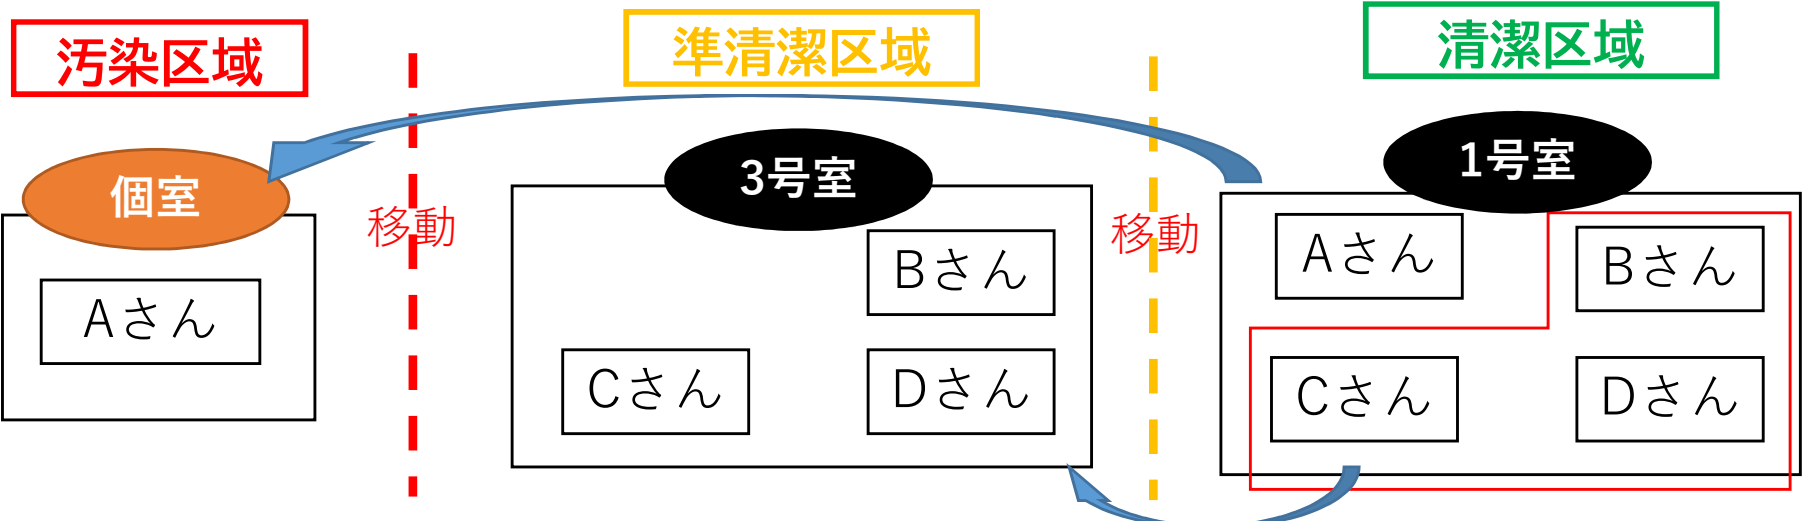 汚染区域
準清潔区域
清潔区域
個室
3号室
1号室
移動
移動
Aさん
Bさん
Cさん
Dさん
Aさん
Bさん
Cさん
Dさん